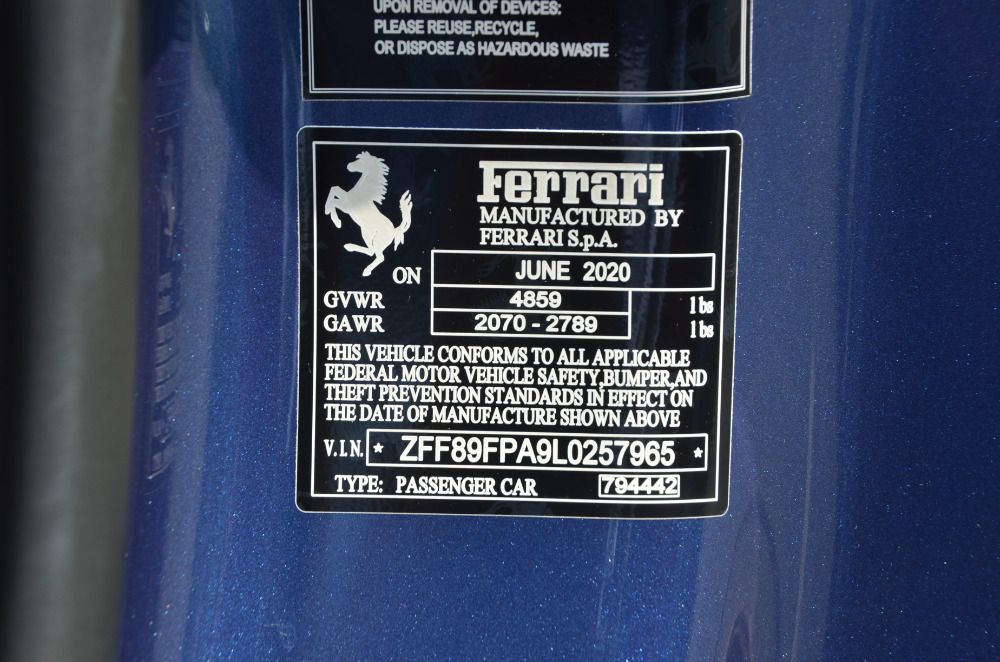 UPON REMOVAL OF DEVICES:
PLEASE REUSE,RECYCLE,
OR DISPOSE AS HAZARDOUS WASTE
Ferrari
MANUFACTURED BY
FERRARI S.p.A.
ON JUNE 2020
GVWR 4859 lbs
GAWR 2070 - 2789 lbs
THIS VEHICLE CONFORMS TO ALL APPLICABLE
FEDERAL MOTOR VEHICLE SAFETY,BUMPER,AND
THEFT PREVENTION STANDARDS IN EFFECT ON
THE DATE OF MANUFACTURE SHOWN ABOVE
V.I.N. * ZFF89FPA9L0257965 *
TYPE: PASSENGER CAR 794442